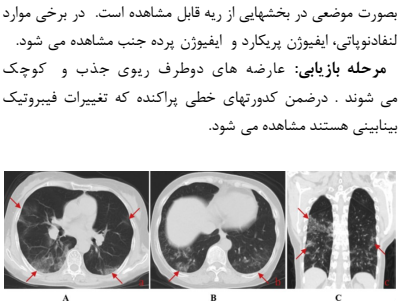 بصورت موضعی در بخشهایی از ریه قابل مشاهده است. در برخی موارد
لنفادنوپاتی، ایفیوژن پریکارد و ایفیوژن پرده جنب مشاهده می شود.
مرحله بازیابی: عارضه های دوطرف ریوی جذب و کوچک
می شوند . درضمن کدورتهای خطی پراکنده که تغییرات فیبروتیک
بینابینی هستند مشاهده می شود.
a b c
A B C